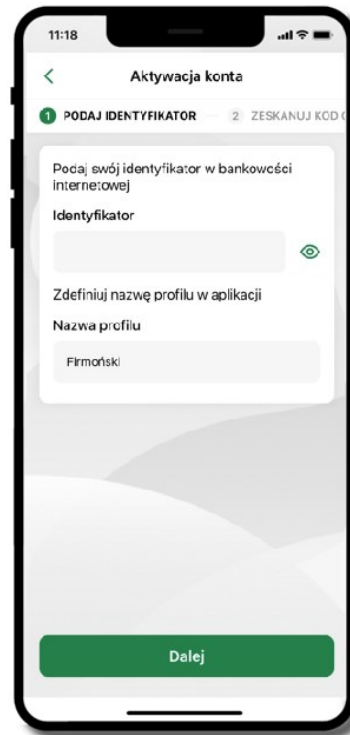 11:18
Aktywacja konta
1 PODAJ IDENTYFIKATOR
2 ZESKANUJ KOD
Podaj swój identyfikator w bankowości
internetowej
Identyfikator
Zdefiniuj nazwę profilu w aplikacji
Nazwa profilu
Firmoński
Dalej